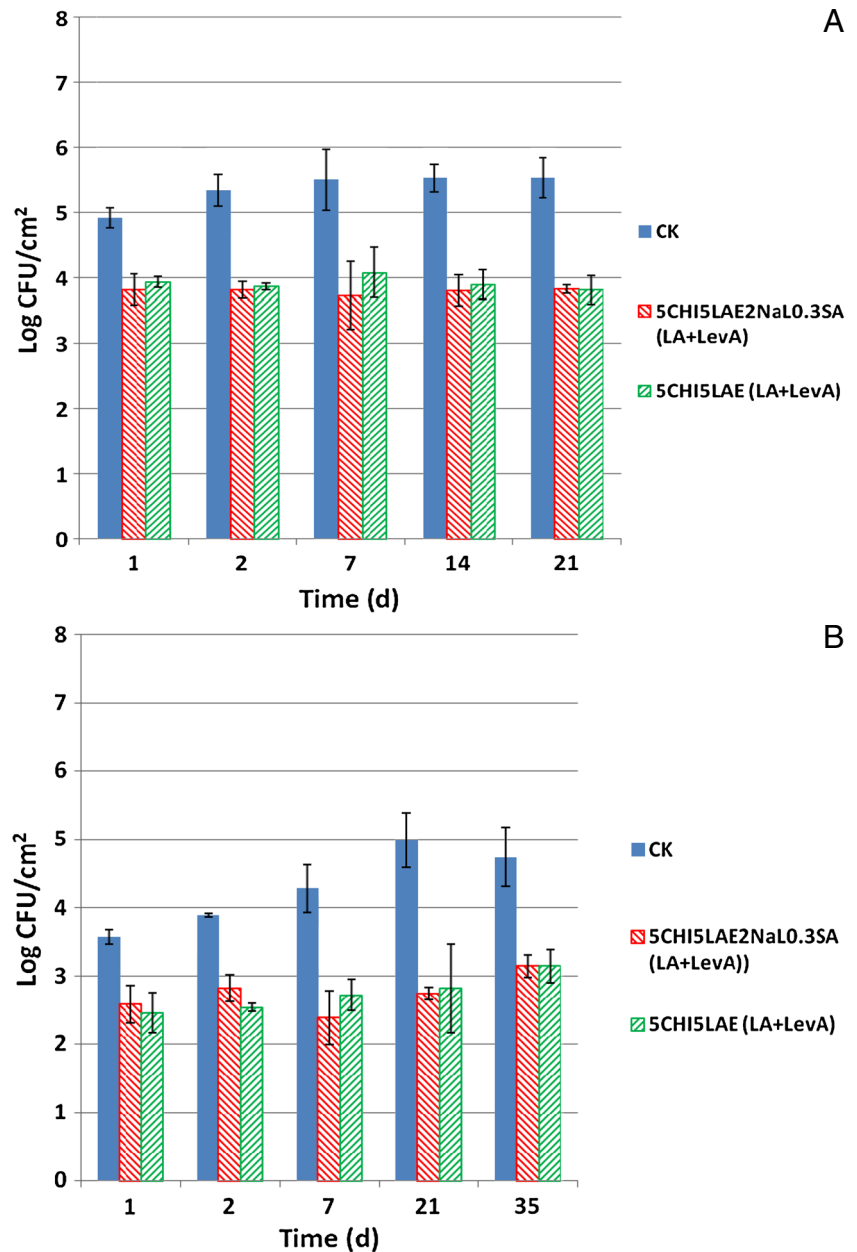 A
8
7
6
5
4
3
2
1
0
Log CFU/cm²
1 2 7 14 21
Time (d)
CK
5CHI5LAE2NaL0.3SA
(LA+LevA)
5CHI5LAE (LA+LevA)
B
8
7
6
5
4
3
2
1
0
Log CFU/cm²
1 2 7 21 35
Time (d)
CK
5CHI5LAE2NaL0.3SA
(LA+LevA))
5CHI5LAE (LA+LevA)